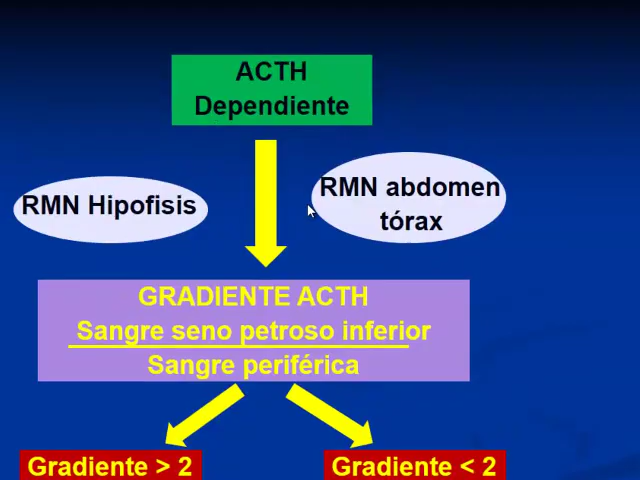 ACTH
Dependiente
RMN Hipofisis
RMN abdomen
tórax
GRADIENTE ACTH
Sangre seno petroso inferior
Sangre periférica
Gradiente > 2
Gradiente < 2